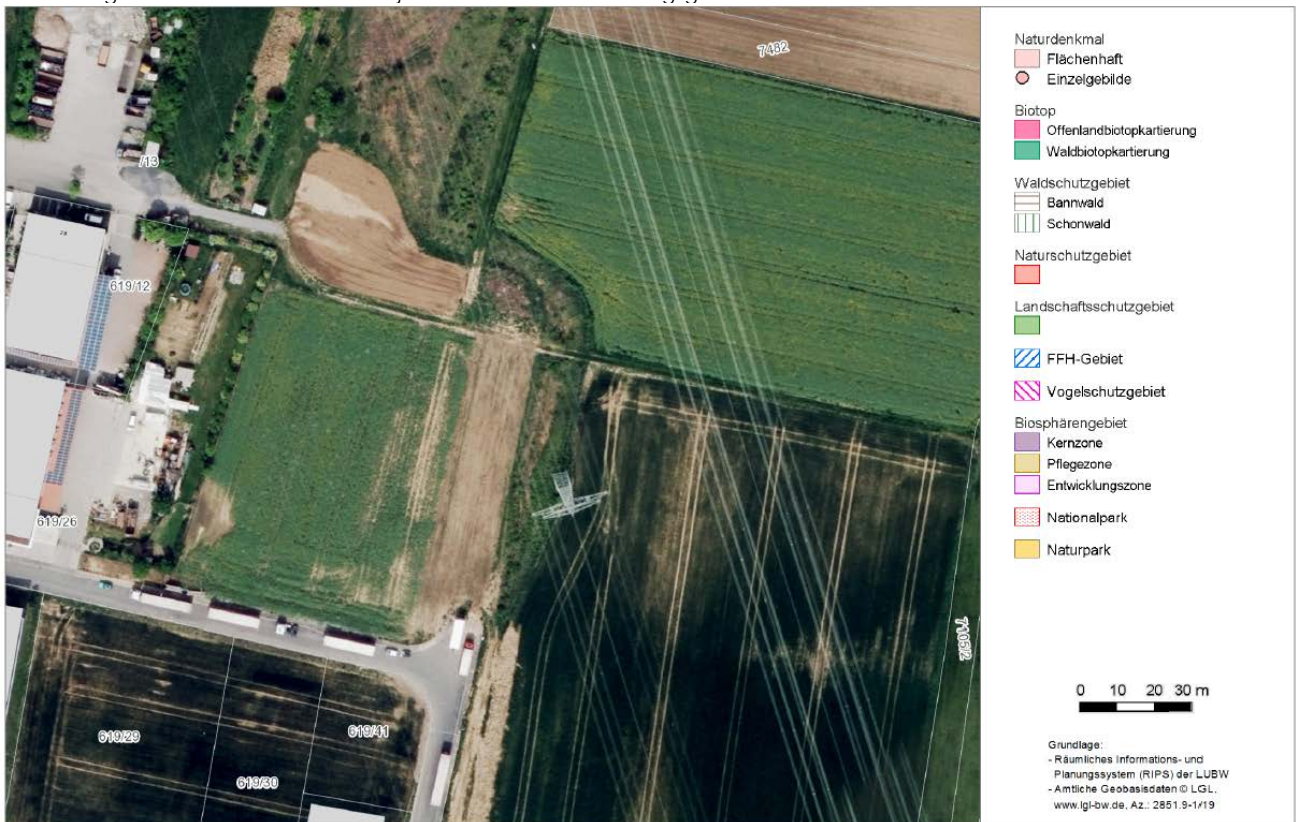 7482
/13
619/12
619/26
619/29
619/30
619/41
7105/2
Naturdenkmal
Flächenhaft
Einzelgebilde
Biotop
Offenlandbiotopkartierung
Waldbiotopkartierung
Waldschutzgebiet
Bannwald
Schonwald
Naturschutzgebiet
Landschaftsschutzgebiet
FFH-Gebiet
Vogelschutzgebiet
Biosphärengebiet
Kernzone
Pflegezone
Entwicklungszone
Nationalpark
Naturpark
0 10 20 30 m
Grundlage:
- Räumliches Informations- und
Planungssystem (RIPS) der LUBW
- Amtliche Geobasisdaten © LGL,
www.lgl-bw.de, Az.: 2851.9-1/19